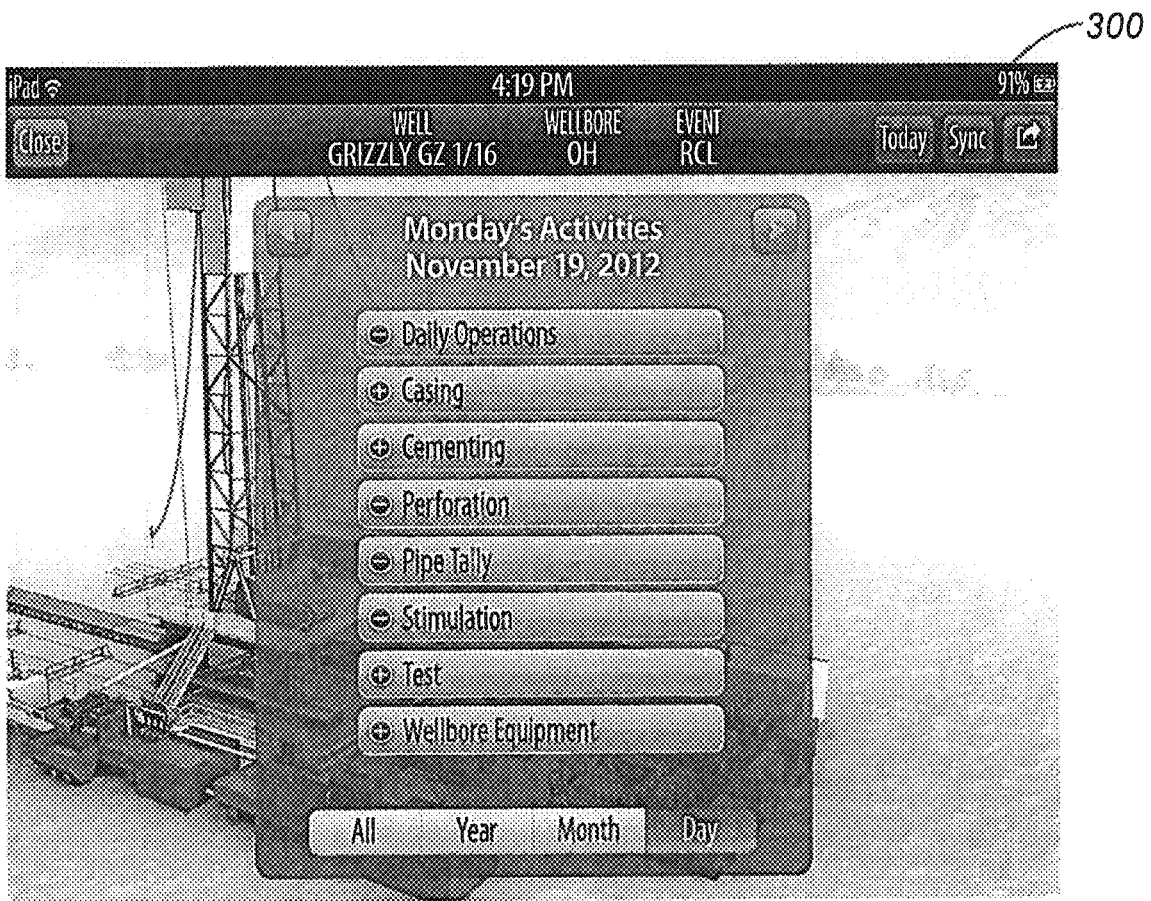 300
iPad 4:19 PM 91%
Close WELL WELLBORE EVENT Today Sync
GRIZZLY GZ 1/16 OH RCL
Monday's Activities
November 19, 2012
Daily Operations
Casing
Cementing
Perforation
Pipe Tally
Stimulation
Test
Wellbore Equipment
All Year Month Day